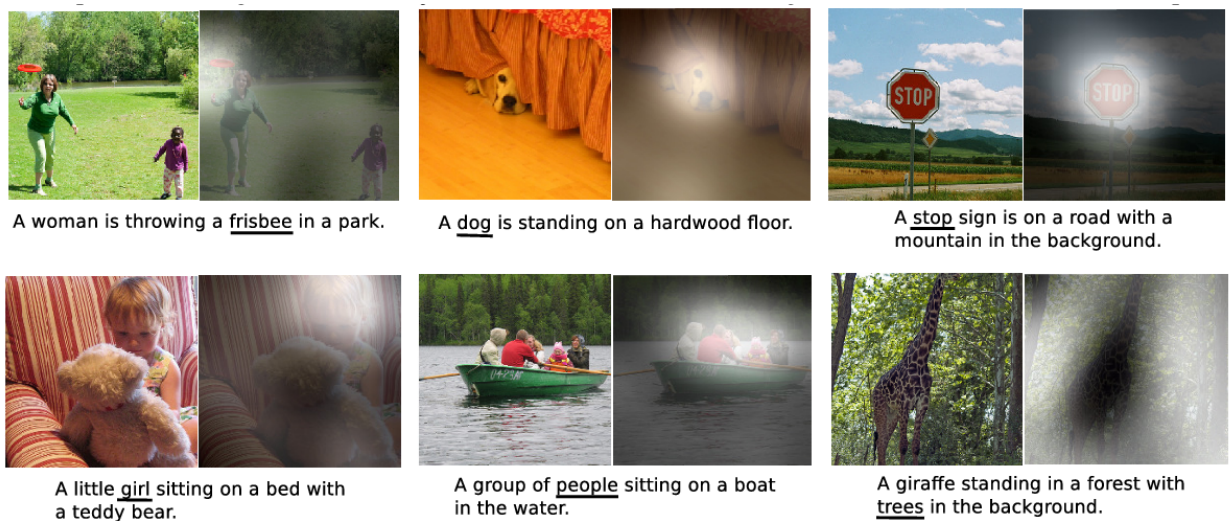 STOP
STOP
A woman is throwing a frisbee in a park.
A dog is standing on a hardwood floor.
A stop sign is on a road with a
mountain in the background.
A little girl sitting on a bed with
a teddy bear.
A group of people sitting on a boat
in the water.
A giraffe standing in a forest with
trees in the background.